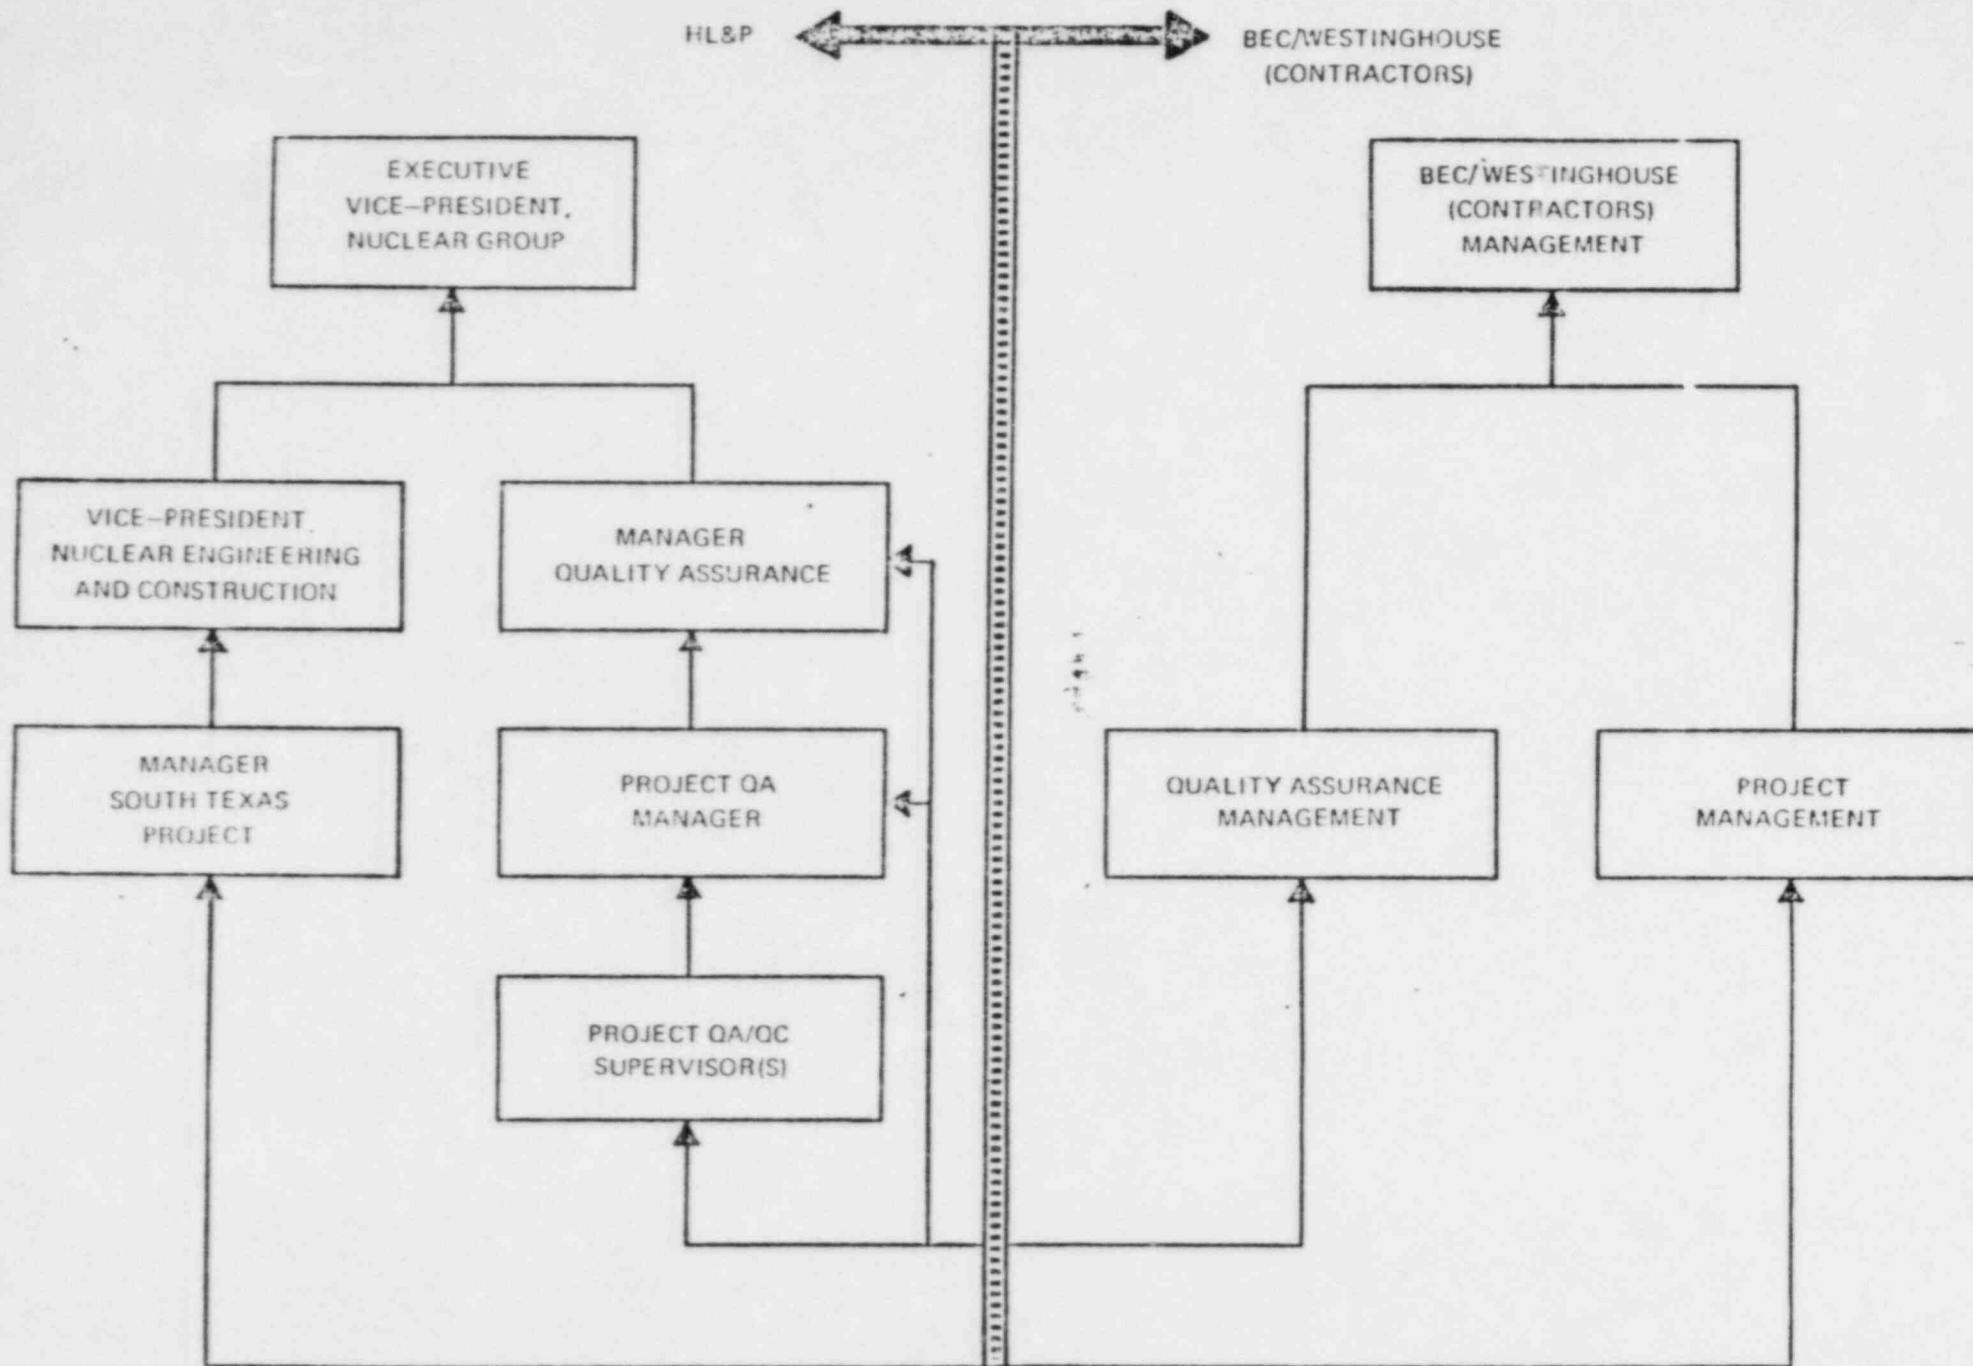 HL&P
BEC/WESTINGHOUSE
(CONTRACTORS)
EXECUTIVE
VICE-PRESIDENT,
NUCLEAR GROUP
BEC/WESTINGHOUSE
(CONTRACTORS)
MANAGEMENT
VICE-PRESIDENT
NUCLEAR ENGINEERING
AND CONSTRUCTION
MANAGER
QUALITY ASSURANCE
MANAGER
SOUTH TEXAS
PROJECT
PROJECT QA
MANAGER
QUALITY ASSURANCE
MANAGEMENT
PROJECT
MANAGEMENT
PROJECT QA/QC
SUPERVISOR(S)